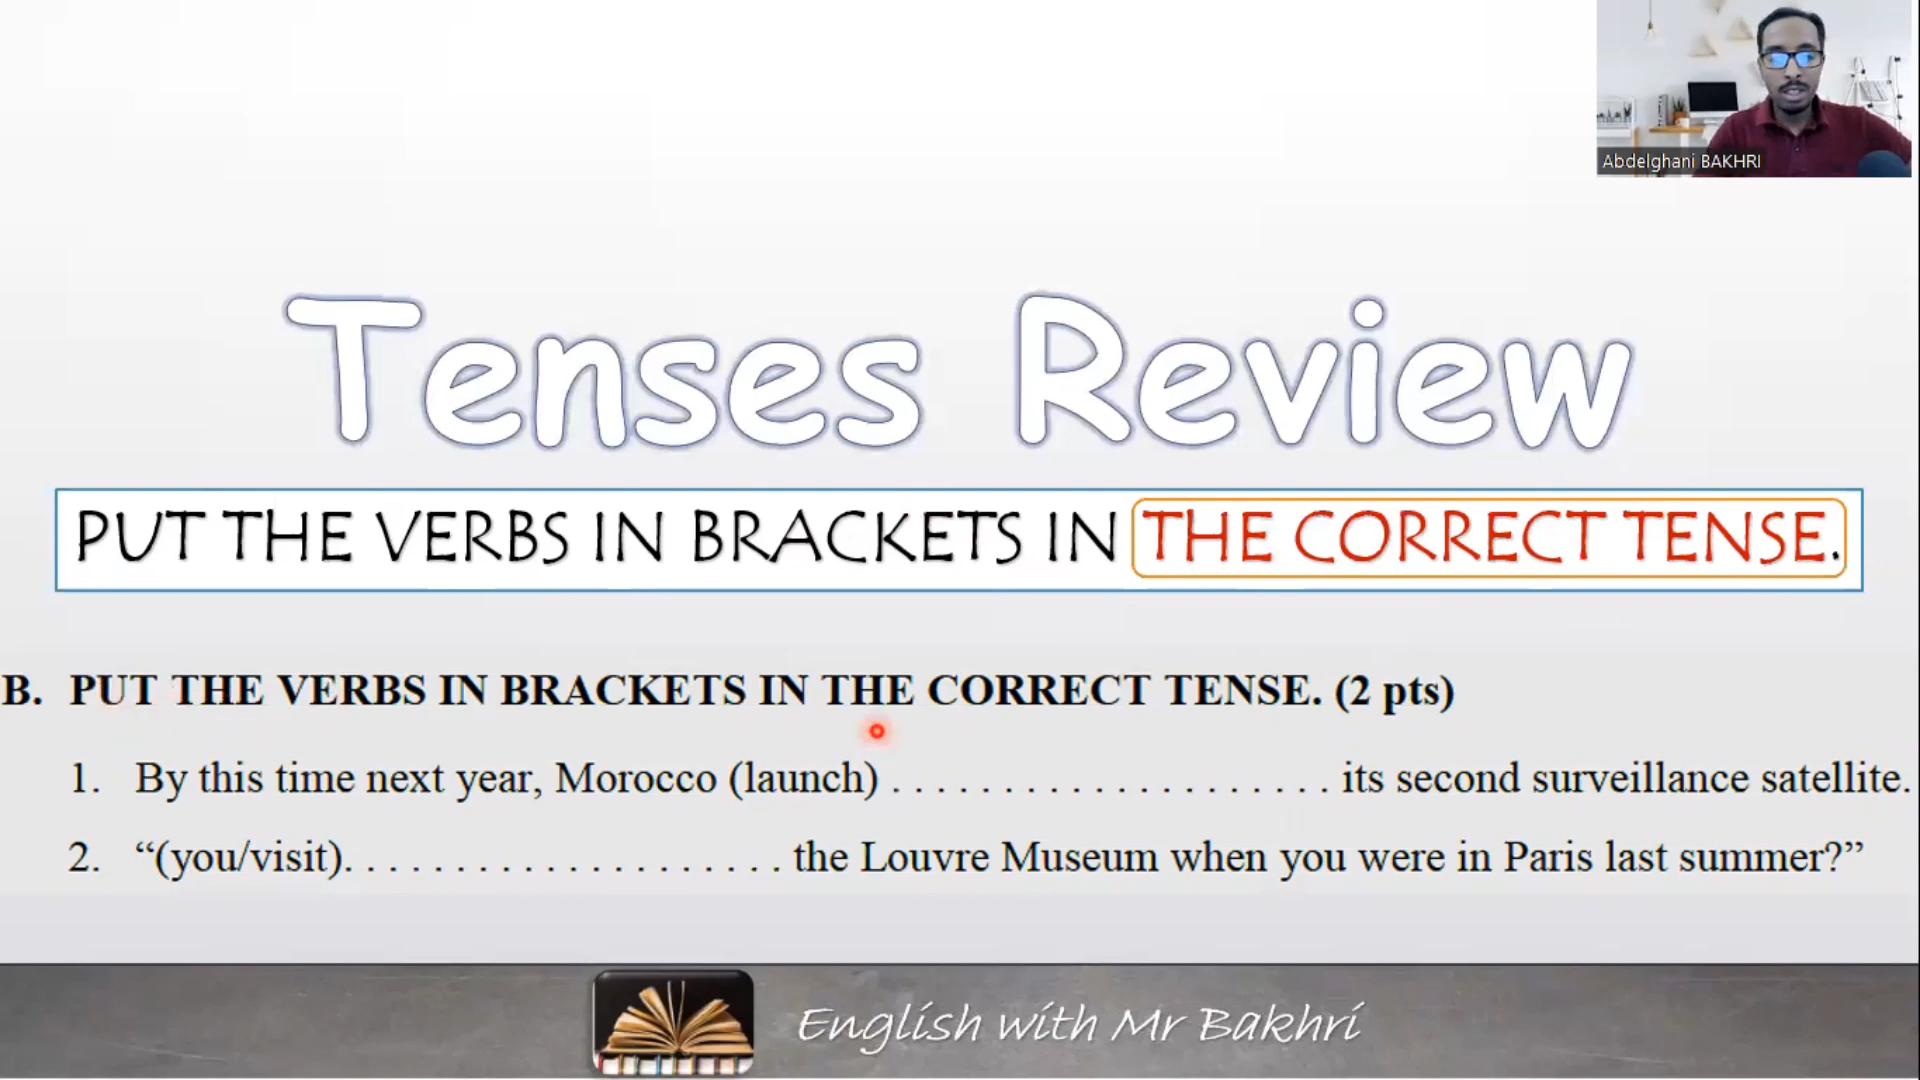 Abdelghani BAKHRI
Tenses Review
PUT THE VERBS IN BRACKETS IN THE CORRECT TENSE.
B. PUT THE VERBS IN BRACKETS IN THE CORRECT TENSE. (2 pts)
1. By this time next year, Morocco (launch) . . . . . . . . . . . . . . . . . . . . its second surveillance satellite.
2. “(you/visit). . . . . . . . . . . . . . . . . . . . the Louvre Museum when you were in Paris last summer?”
English with Mr Bakhri